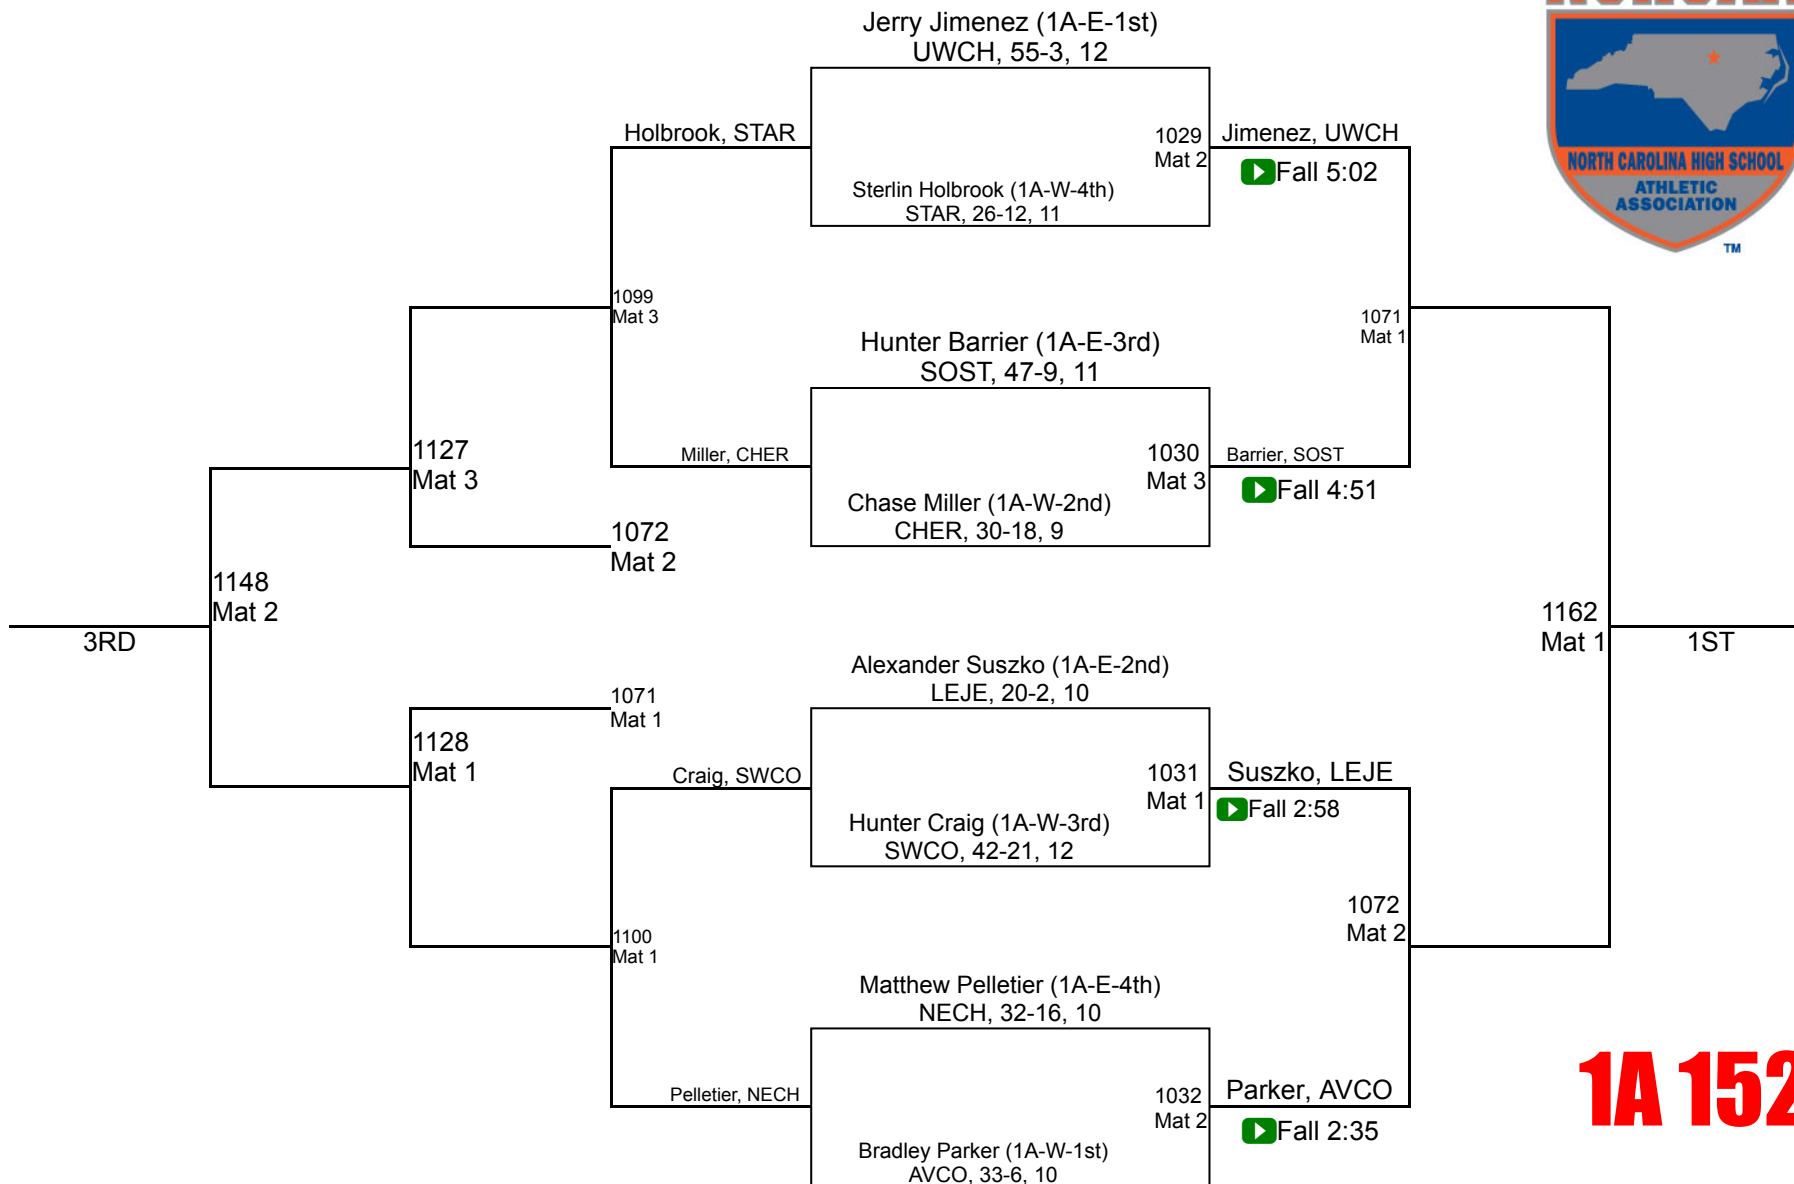 Jerry Jimenez (1A-E-1st)
UWCH, 55-3, 12
Holbrook, STAR
1029
Mat 2
Jimenez, UWCH
Fall 5:02
Sterlin Holbrook (1A-W-4th)
STAR, 26-12, 11
NORTH CAROLINA HIGH SCHOOL
ATHLETIC
ASSOCIATION
TM
1099
Mat 3
1071
Mat 1
Hunter Barrier (1A-E-3rd)
SOST, 47-9, 11
1127
Mat 3
Miller, CHER
1030
Mat 3
Barrier, SOST
Fall 4:51
Chase Miller (1A-W-2nd)
CHER, 30-18, 9
1072
Mat 2
1148
Mat 2
3RD
1162
Mat 1
1ST
Alexander Suszko (1A-E-2nd)
LEJE, 20-2, 10
1071
Mat 1
1128
Mat 1
Craig, SWCO
1031
Mat 1
Suszko, LEJE
Fall 2:58
Hunter Craig (1A-W-3rd)
SWCO, 42-21, 12
1072
Mat 2
1100
Mat 1
Matthew Pelletier (1A-E-4th)
NECH, 32-16, 10
Pelletier, NECH
1032
Mat 2
Parker, AVCO
Fall 2:35
Bradley Parker (1A-W-1st)
AVCO, 33-6, 10
1A 152